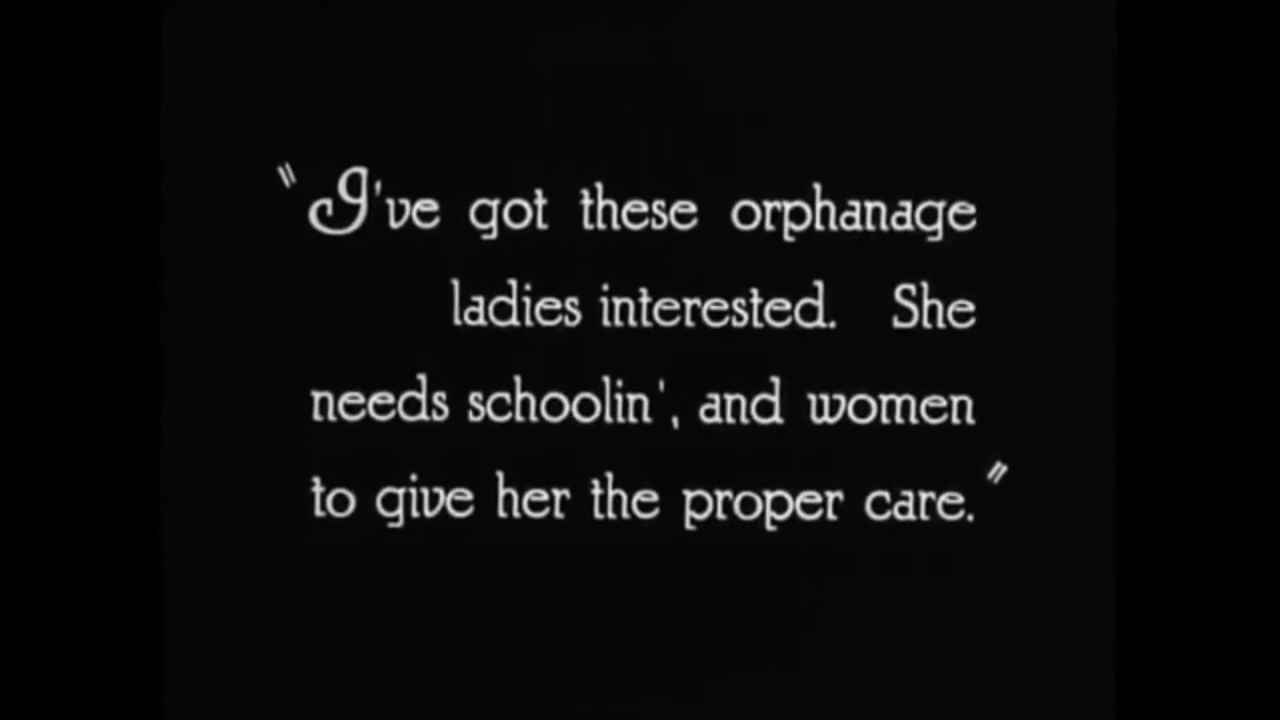 "I've got these orphanage
ladies interested. She
needs schoolin', and women
to give her the proper care."